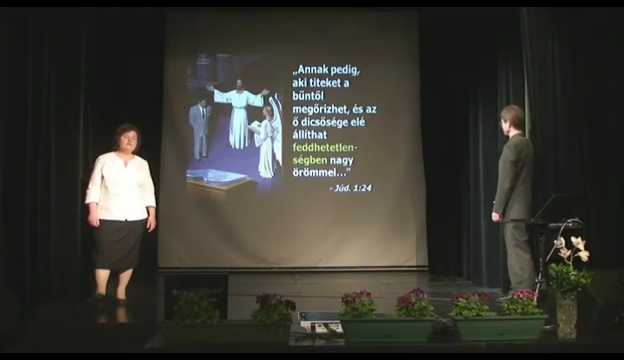 „Annak pedig,
aki titeket a
bűntől
megőrizhet, és az
ő dicsősége elé
állíthat
feddhetetlen-
ségben nagy
örömmel..."
- Júd. 1:24